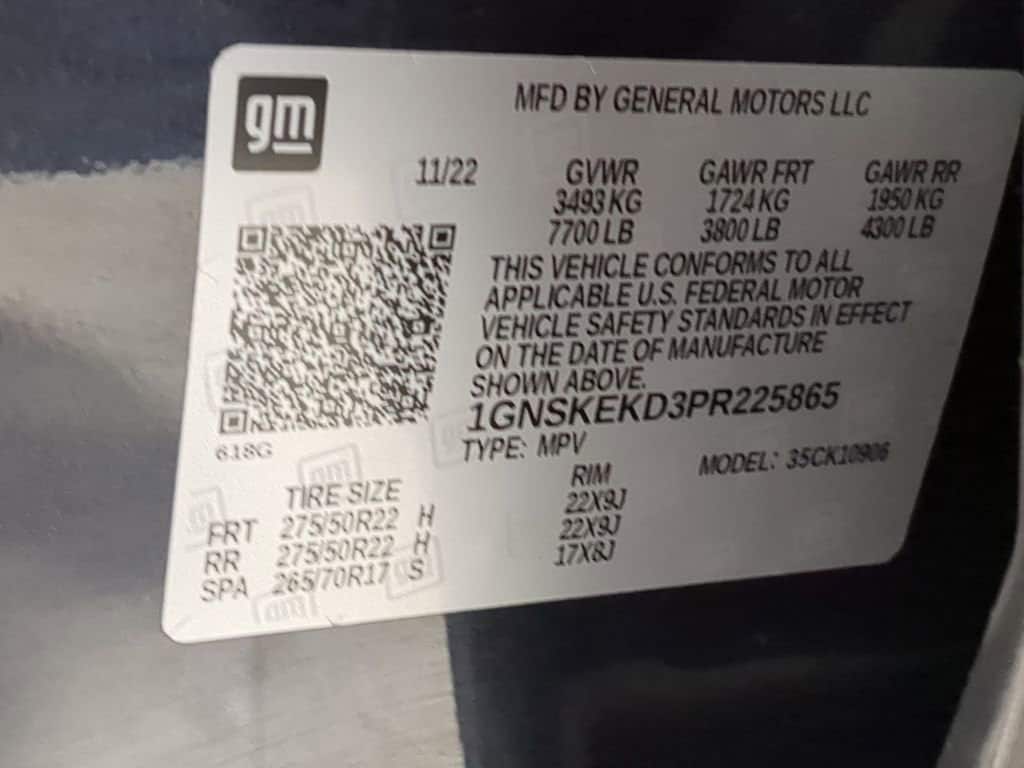 gm
MFD BY GENERAL MOTORS LLC
11/22 GVWR GAWR FRT GAWR RR
3493 KG 1724 KG 1950 KG
7700 LB 3800 LB 4300 LB
THIS VEHICLE CONFORMS TO ALL
APPLICABLE U.S. FEDERAL MOTOR
VEHICLE SAFETY STANDARDS IN EFFECT
ON THE DATE OF MANUFACTURE
SHOWN ABOVE.
1GNSKEKD3PR225865
618G
TYPE: MPV MODEL: 35CK10906
TIRE SIZE RIM
FRT 275/50R22 H 22X9J
RR 275/50R22 H 22X9J
SPA 265/70R17 S 17X8J